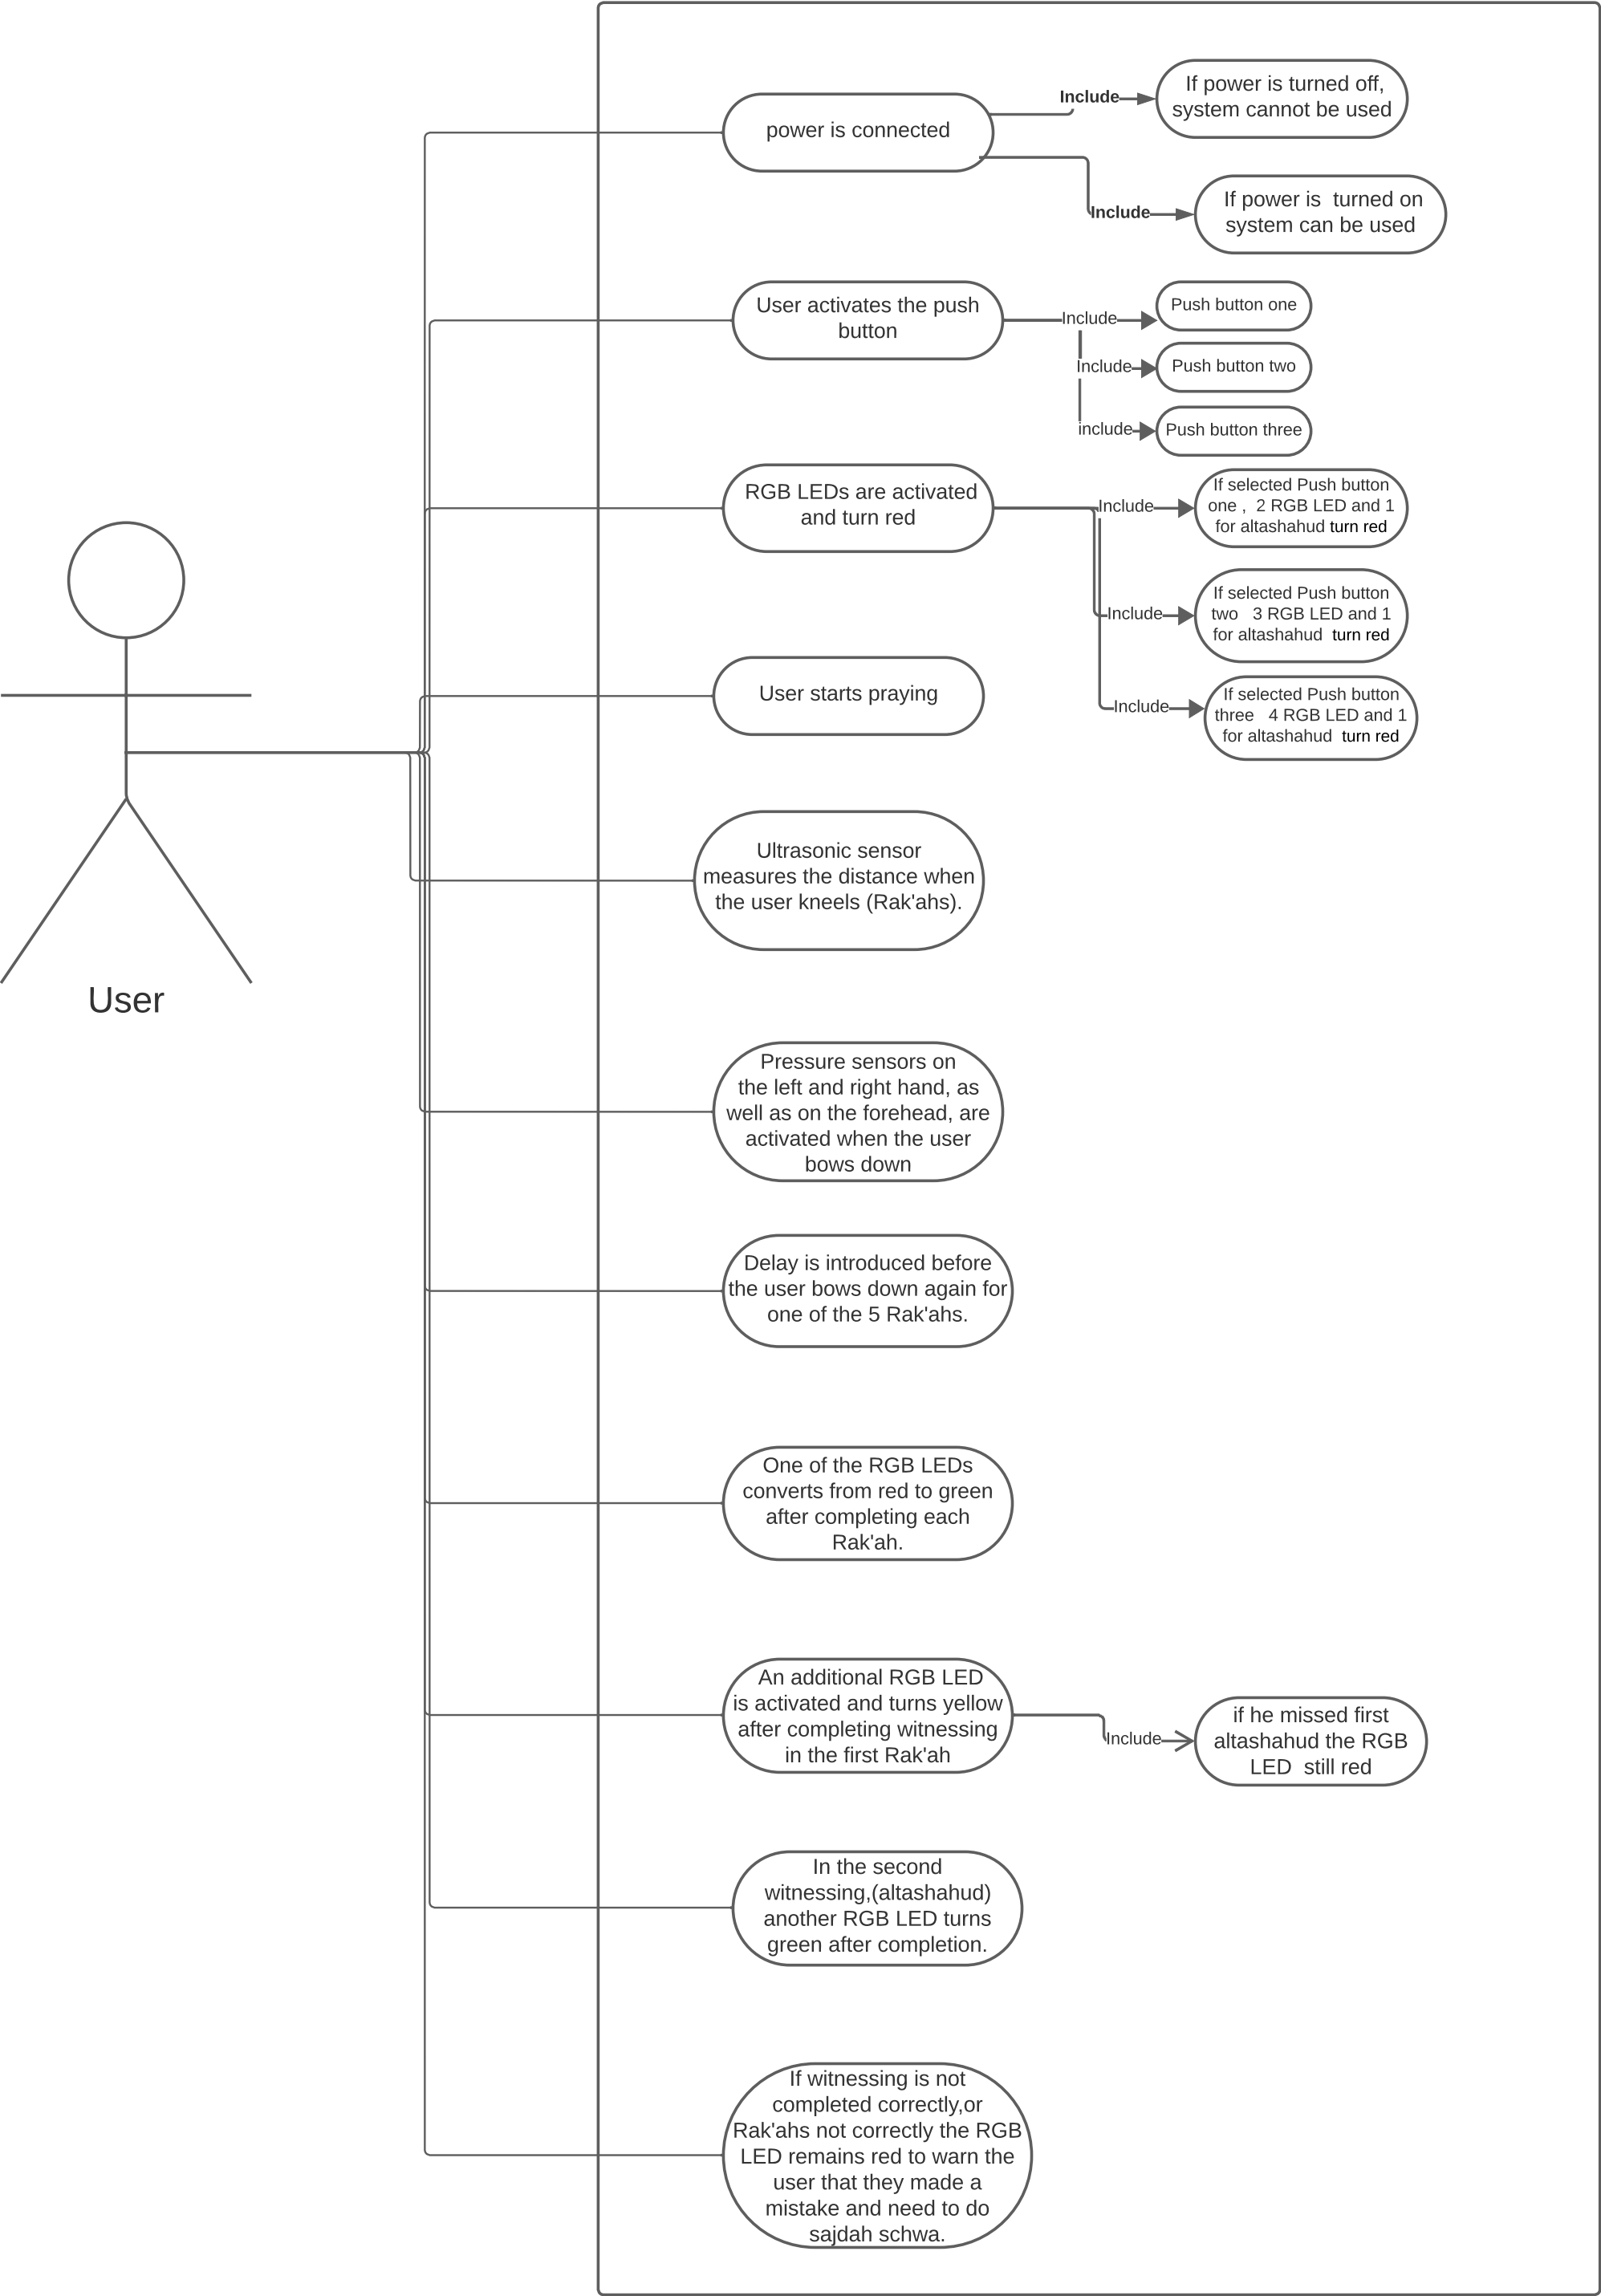 Include
If power is turned off,
system cannot be used
power is connected
Include
If power is  turned on
system can be used
User activates the push
button
Include
Push button one
Include
Push button two
include
Push button three
RGB LEDs are activated
and turn red
Include
If selected Push button
one ,  2 RGB LED and 1
for altashahud turn red
Include
If selected Push button
two   3 RGB LED and 1
for altashahud  turn red
Include
If selected Push button
three   4 RGB LED and 1
for altashahud  turn red
User starts praying
Ultrasonic sensor
measures the distance when
the user kneels (Rak'ahs).
User
Pressure sensors on
the left and right hand, as
well as on the forehead, are
activated when the user
bows down
Delay is introduced before
the user bows down again for
one of the 5 Rak'ahs.
One of the RGB LEDs
converts from red to green
after completing each
Rak'ah.
An additional RGB LED
is activated and turns yellow
after completing witnessing
in the first Rak'ah
Include
if he missed first
altashahud the RGB
LED  still red
In the second
witnessing,(altashahud)
another RGB LED turns
green after completion.
If witnessing is not
completed correctly,or
Rak'ahs not correctly the RGB
LED remains red to warn the
user that they made a
mistake and need to do
sajdah schwa.